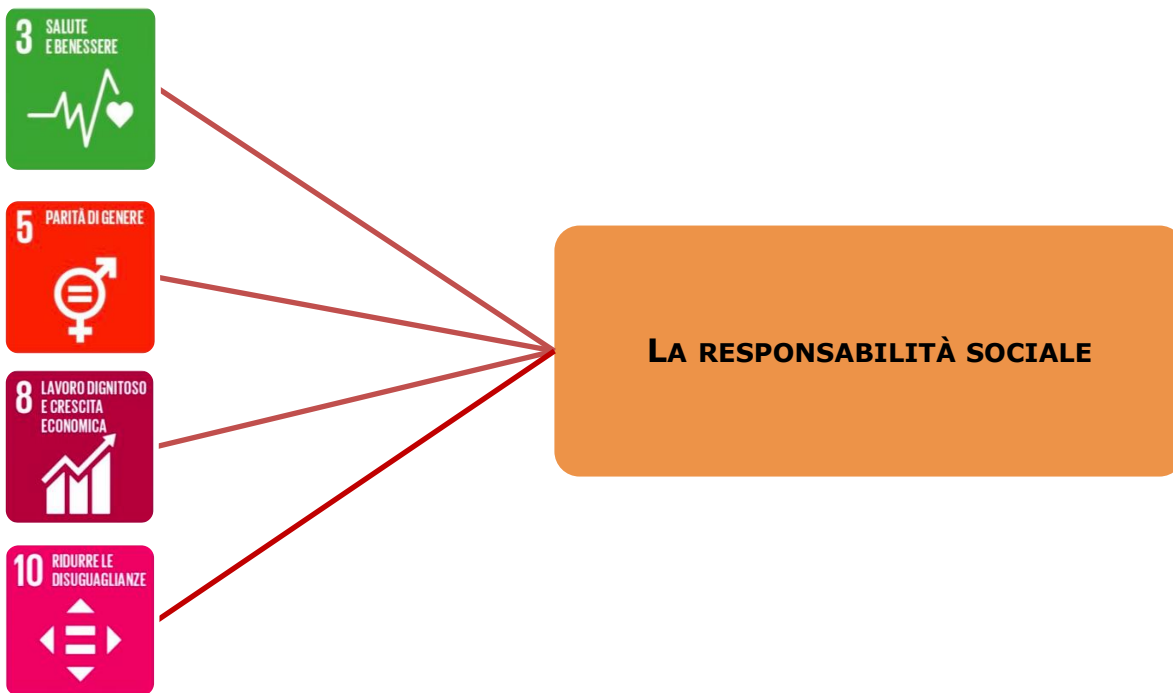 3 SALUTE
E BENESSERE
5 PARITÀ DI GENERE
8 LAVORO DIGNITOSO
E CRESCITA
ECONOMICA
10 RIDURRE LE
DISUGUAGLIANZE
LA RESPONSABILITÀ SOCIALE